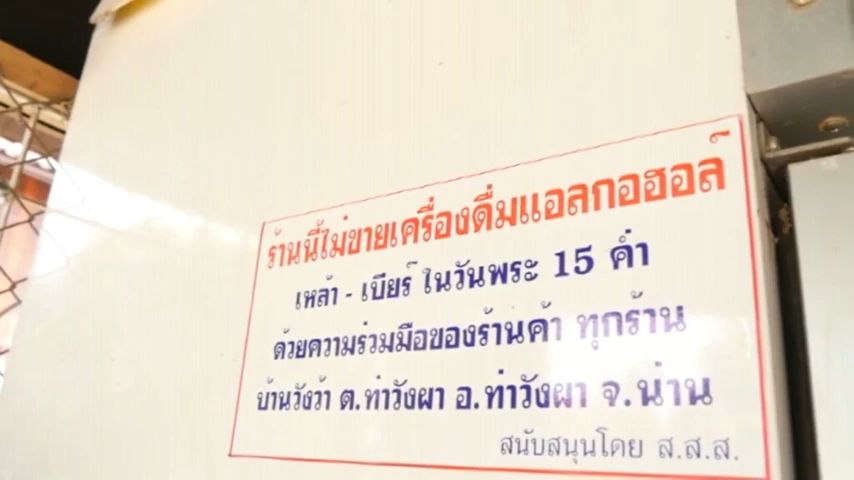 ร้านนี้ไม่ขายเครื่องดื่มแอลกอฮอล์
เหล้า - เบียร์ ในวันพระ 15 ค่ำ
ด้วยความร่วมมือของร้านค้า ทุกร้าน
บ้านวังว้า ต.ท่าวังผา อ.ท่าวังผา จ.น่าน
สนับสนุนโดย ส.ส.ส.